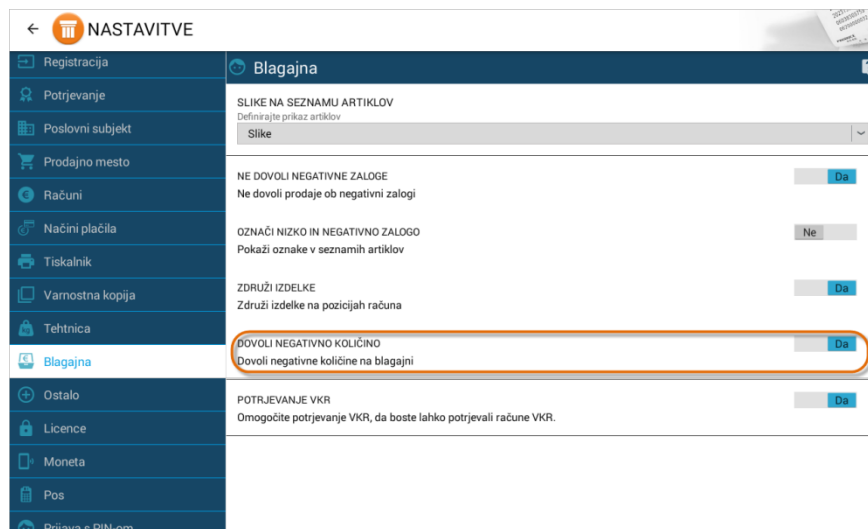 NASTAVITVE
Registracija
Potrjevanje
Poslovni subjekt
Prodajno mesto
Računi
Načini plačila
Tiskalnik
Varnostna kopija
Tehtnica
Blagajna
Ostalo
Licence
Moneta
Pos
Prijava s PIN-om
Blagajna
SLIKE NA SEZNAMU ARTIKLOV
Definirajte prikaz artiklov
Slike
NE DOVOLI NEGATIVNE ZALOGE
Da
Ne dovoli prodaje ob negativni zalogi
OZNAČI NIZKO IN NEGATIVNO ZALOGO
Ne
Pokaži oznake v seznamih artiklov
ZDRUŽI IZDELKE
Da
Združi izdelke na pozicijah računa
DOVOLI NEGATIVNO KOLIČINO
Da
Dovoli negativne količine na blagajni
POTRJEVANJE VKR
Da
Omogočite potrjevanje VKR, da boste lahko potrjevali račune VKR.